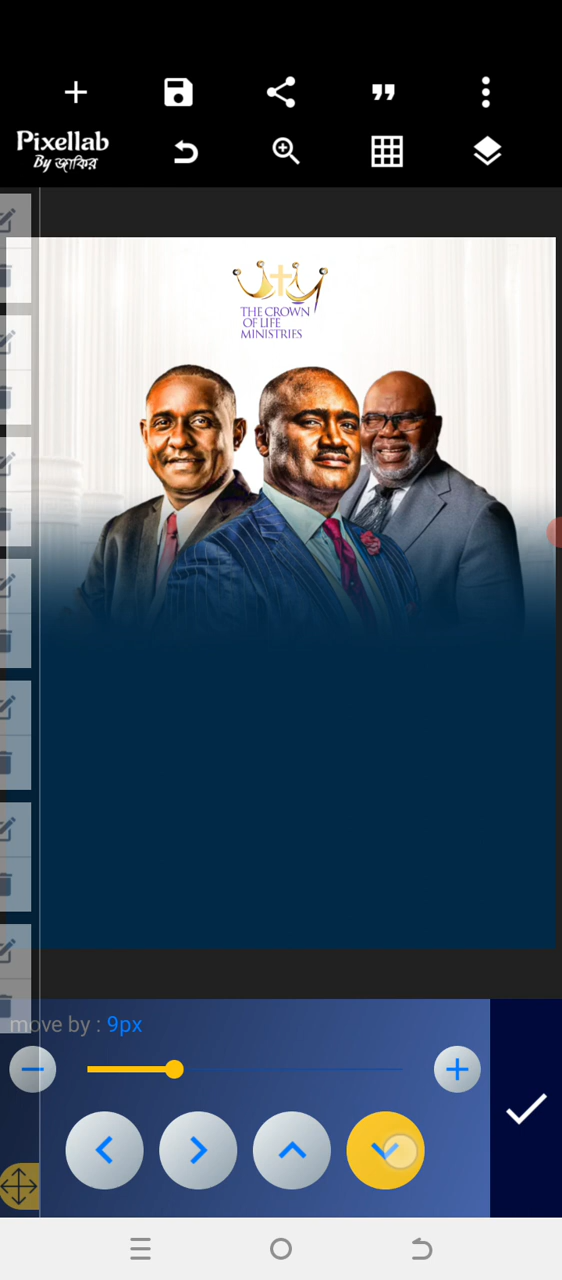 Pixellab
By জাকির
THE CROWN
OF LIFE
MINISTRIES
move by : 9px